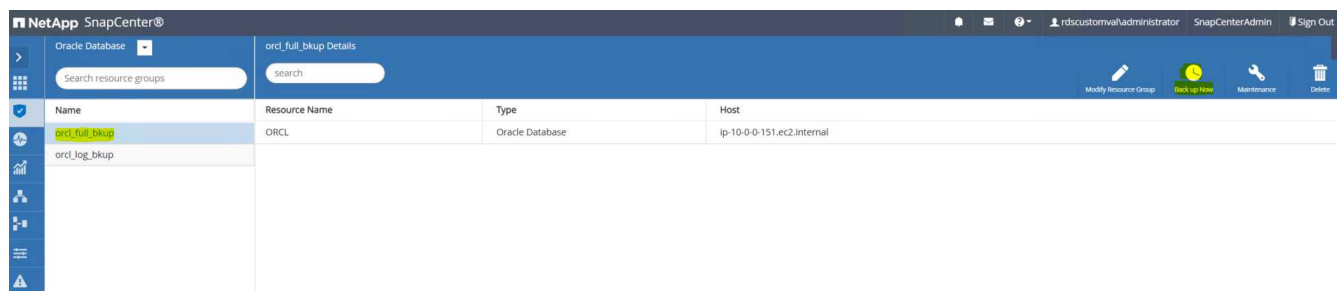 NetApp SnapCenter®
rdscustomval\administrator SnapCenterAdmin Sign Out
Oracle Database
Search resource groups
Name
orcl_full_bkup
orcl_log_bkup
orcl_full_bkup Details
search
Modify Resource Group Back up Now Maintenance Delete
Resource Name Type Host
ORCL Oracle Database ip-10-0-0-151.ec2.internal